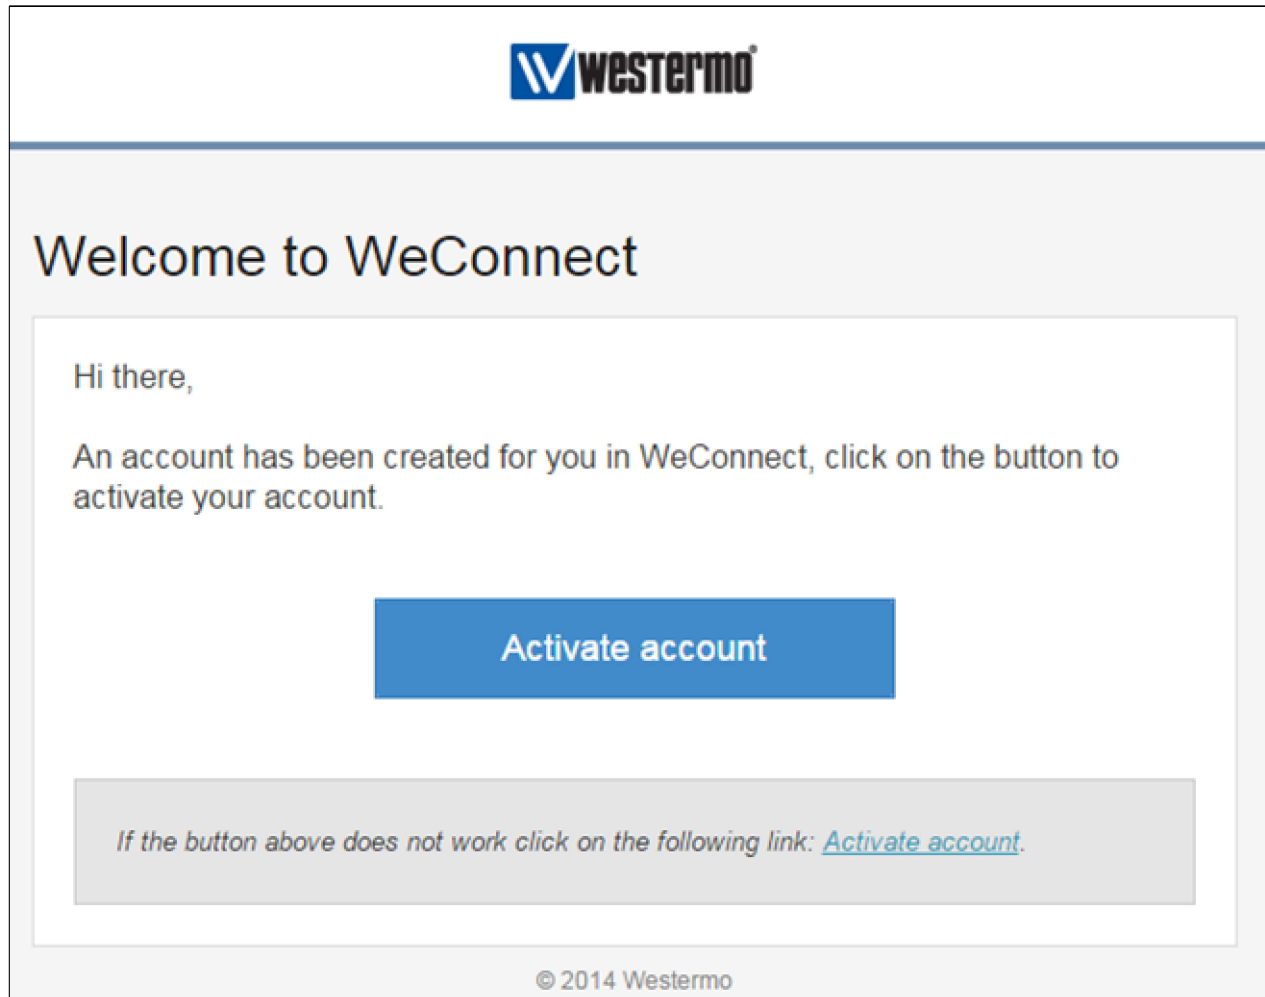 westermo®
Welcome to WeConnect
Hi there,
An account has been created for you in WeConnect, click on the button to
activate your account.
Activate account
If the button above does not work click on the following link: Activate account.
© 2014 Westermo